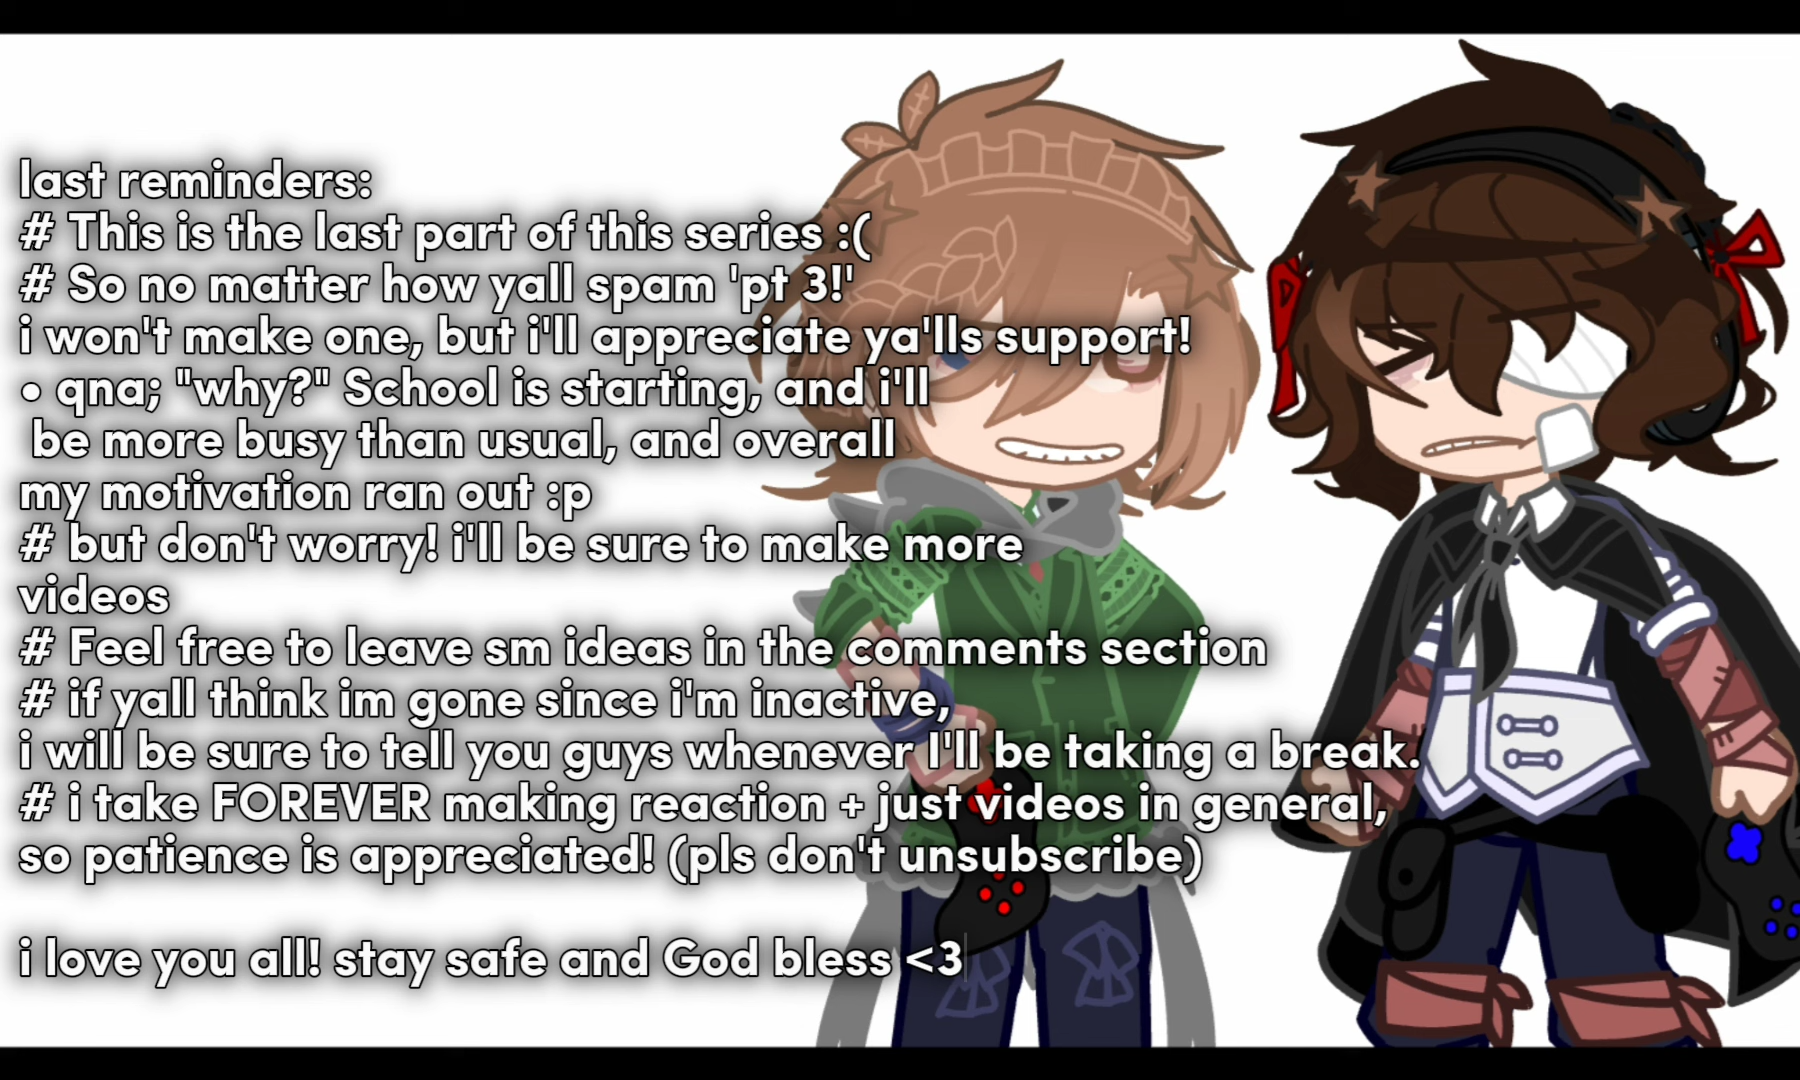 last reminders:
# This is the last part of this series :(
# So no matter how yall spam 'pt 3!'
i won't make one, but i'll appreciate ya'lls support!
• qna; "why?" School is starting, and i'll
be more busy than usual, and overall
my motivation ran out :p
# but don't worry! i'll be sure to make more
videos
# Feel free to leave sm ideas in the comments section
# if yall think im gone since i'm inactive,
i will be sure to tell you guys whenever I'll be taking a break.
# i take FOREVER making reaction + just videos in general,
so patience is appreciated! (pls don't unsubscribe)
i love you all! stay safe and God bless <3